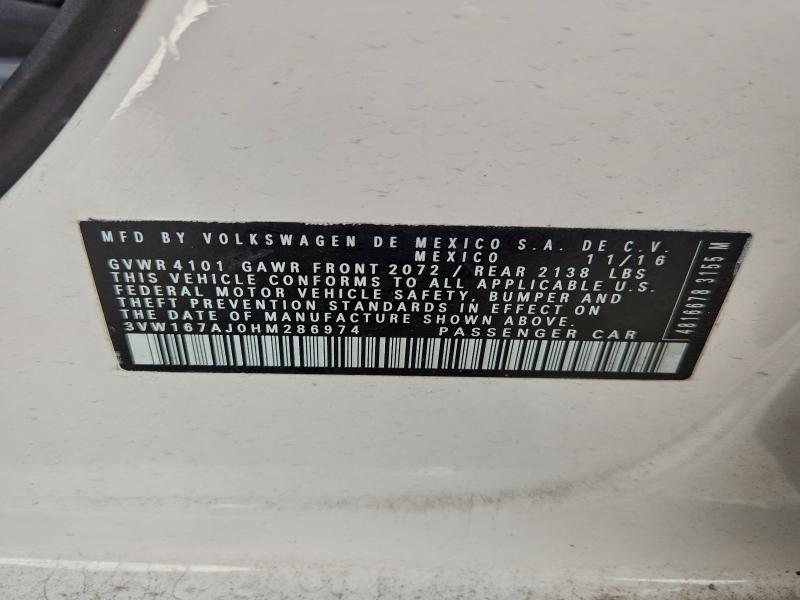 MFD BY VOLKSWAGEN DE MEXICO S.A. DE C.V.
MEXICO 11/16
GVWR 4101 GAWR FRONT 2072 / REAR 2138 LBS
THIS VEHICLE CONFORMS TO ALL APPLICABLE U.S.
FEDERAL MOTOR VEHICLE SAFETY, BUMPER AND
THEFT PREVENTION STANDARDS IN EFFECT ON
THE DATE OF MANUFACTURE SHOWN ABOVE.
3VW167AJ0HM286974 PASSENGER CAR
4816678 3155 M